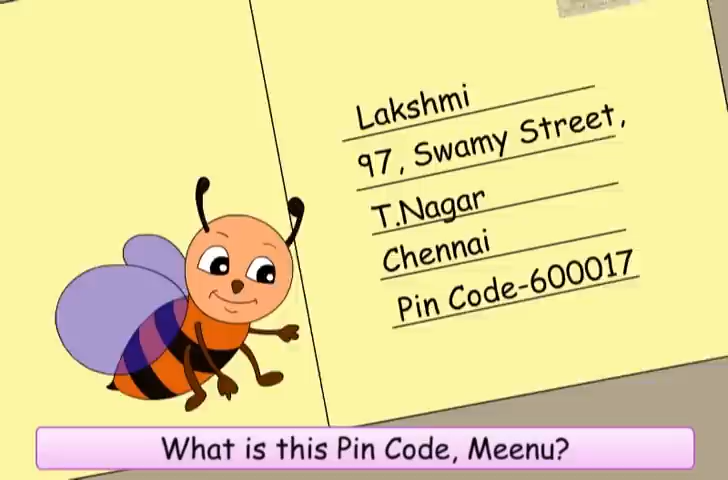 Lakshmi
97, Swamy Street,
T.Nagar
Chennai
Pin Code-600017
What is this Pin Code, Meenu?